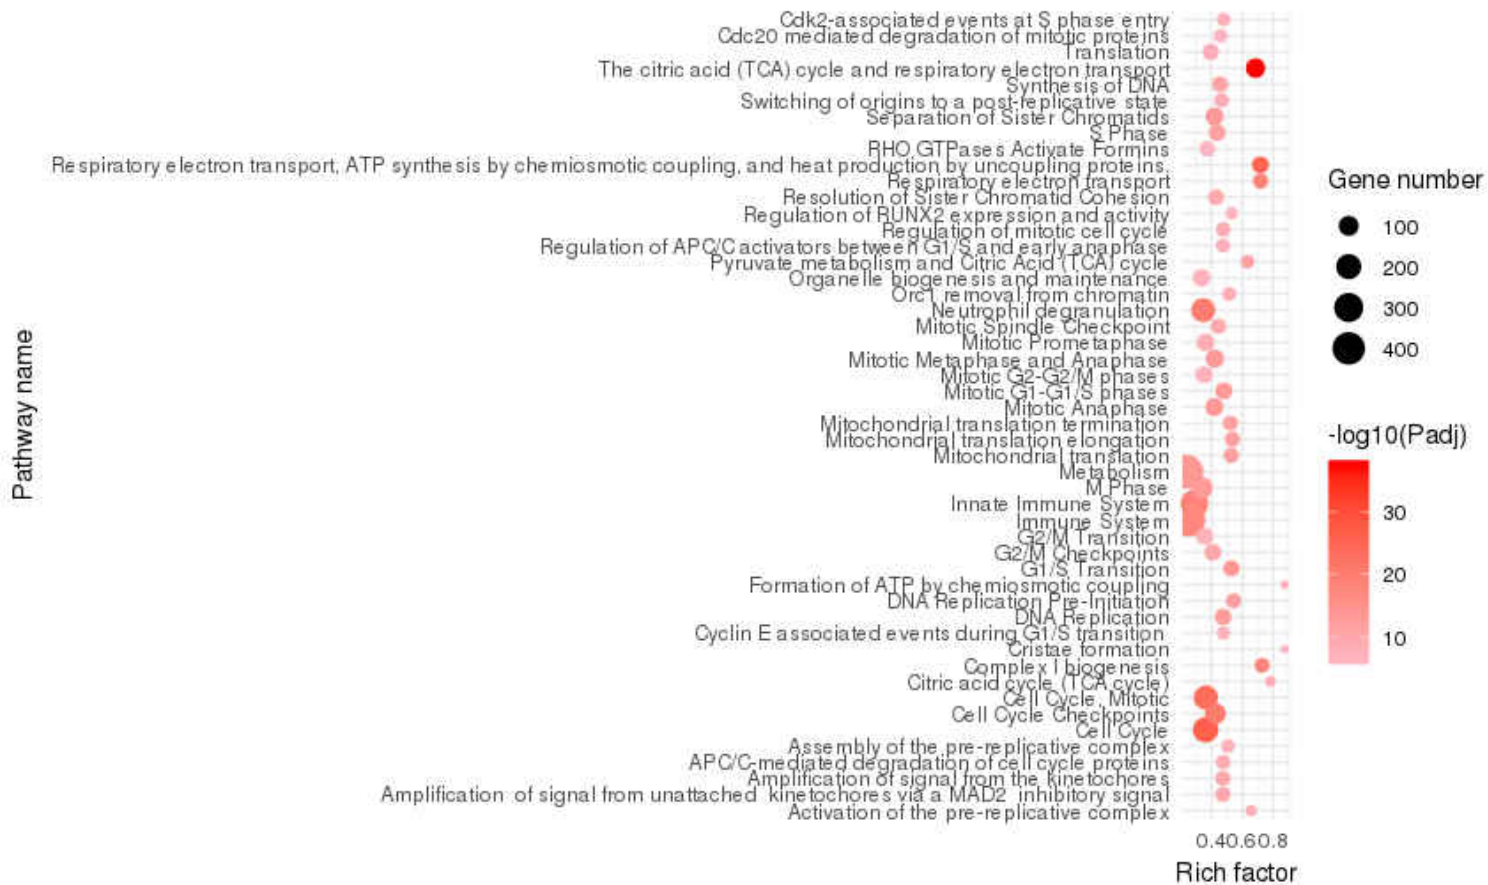 Cdk2-associated events at S phase entry
Cdc20 mediated degradation of mitotic proteins
Translation
The citric acid (TCA) cycle and respiratory electron transport
Synthesis of DNA
Switching of origins to a post-replicative state
Separation of Sister Chromatids
S Phase
RHO GTPases Activate Formins
Respiratory electron transport, ATP synthesis by chemiosmotic coupling, and heat production by uncoupling proteins.
Respiratory electron transport
Resolution of Sister Chromatid Cohesion
Regulation of RUNX2 expression and activity
Regulation of mitotic cell cycle
Regulation of APC/C activators between G1/S and early anaphase
Pyruvate metabolism and Citric Acid (TCA) cycle
Organelle biogenesis and maintenance
Orc1 removal from chromatin
Neutrophil degranulation
Mitotic Spindle Checkpoint
Mitotic Prometaphase
Mitotic Metaphase and Anaphase
Mitotic G2-G2/M phases
Mitotic G1-G1/S phases
Mitotic Anaphase
Mitochondrial translation termination
Mitochondrial translation elongation
Mitochondrial translation
Metabolism
M Phase
Innate Immune System
Immune System
G2/M Transition
G2/M Checkpoints
G1/S Transition
Formation of ATP by chemiosmotic coupling
DNA Replication Pre-Initiation
DNA Replication
Cyclin E associated events during G1/S transition
Cristae formation
Complex I biogenesis
Citric acid cycle (TCA cycle)
Cell Cycle, Mitotic
Cell Cycle Checkpoints
Cell Cycle
Assembly of the pre-replicative complex
APC/C-mediated degradation of cell cycle proteins
Amplification of signal from the kinetochores
Amplification of signal from unattached kinetochores via a MAD2 inhibitory signal
Activation of the pre-replicative complex
Pathway name
0.4 0.6 0.8
Rich factor
Gene number
100
200
300
400
-log10(Padj)
30
20
10